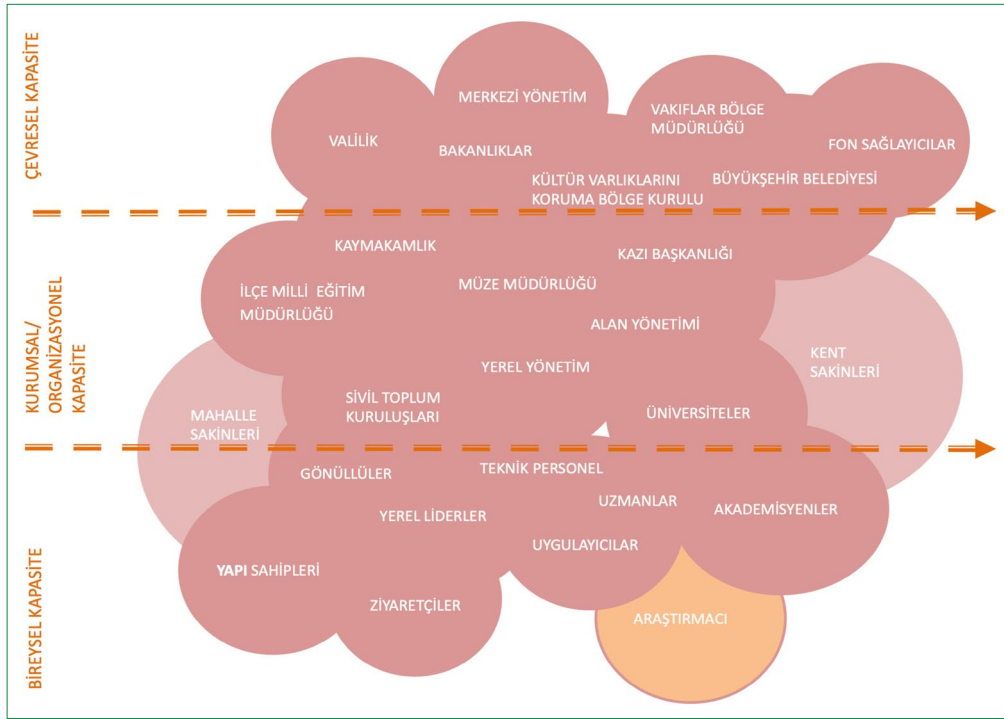 ÇEVRESEL KAPASİTE
MERKEZİ YÖNETİM
VALİLİK
BAKANLIKLAR
VAKIFLAR BÖLGE
MÜDÜRLÜĞÜ
FON SAĞLAYICILAR
KÜLTÜR VARLIKLARINI
KORUMA BÖLGE KURULU
BÜYÜKŞEHİR BELEDİYESİ
KURUMSAL/
ORGANİZASYONEL
KAPASİTE
KAYMAKAMLIK
KAZI BAŞKANLIĞI
İLÇE MİLLİ EĞİTİM
MÜDÜRLÜĞÜ
MÜZE MÜDÜRLÜĞÜ
ALAN YÖNETİMİ
YEREL YÖNETİM
KENT
SAKİNLERİ
MAHALLE
SAKİNLERİ
SİVİL TOPLUM
KURULUŞLARI
ÜNİVERSİTELER
BİREYSEL KAPASİTE
GÖNÜLLÜLER
TEKNİK PERSONEL
UZMANLAR
AKADEMİSYENLER
YEREL LİDERLER
UYGULAYICILAR
YAPI SAHİPLERİ
ZİYARETÇİLER
ARAŞTIRMACI